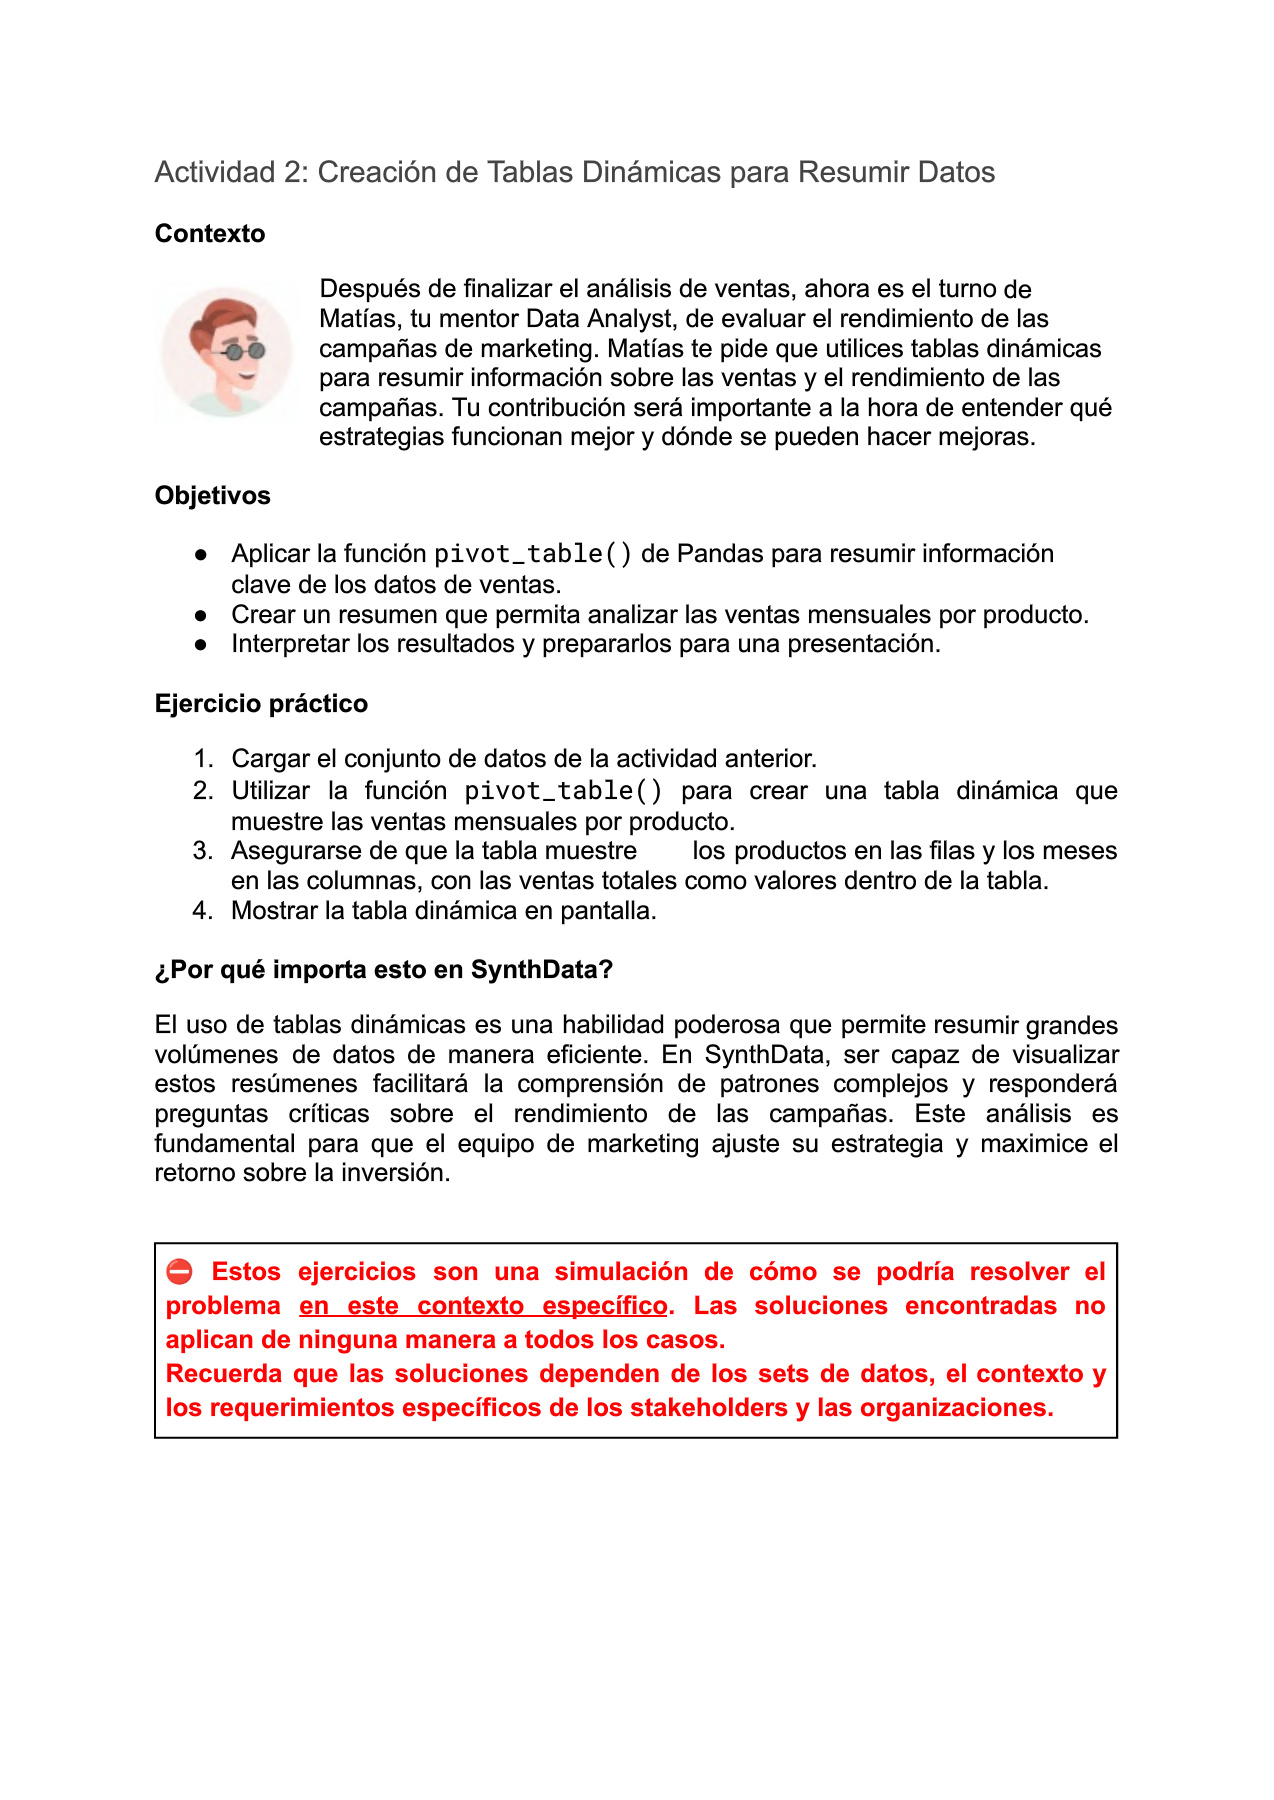 Actividad 2: Creación de Tablas Dinámicas para Resumir Datos
Contexto
Después de finalizar el análisis de ventas, ahora es el turno de
Matías, tu mentor Data Analyst, de evaluar el rendimiento de las
campañas de marketing. Matías te pide que utilices tablas dinámicas
para resumir información sobre las ventas y el rendimiento de las
campañas. Tu contribución será importante a la hora de entender qué
estrategias funcionan mejor y dónde se pueden hacer mejoras.
Objetivos
● Aplicar la función pivot_table() de Pandas para resumir información
clave de los datos de ventas.
● Crear un resumen que permita analizar las ventas mensuales por producto.
● Interpretar los resultados y prepararlos para una presentación.
Ejercicio práctico
1. Cargar el conjunto de datos de la actividad anterior.
2. Utilizar la función pivot_table() para crear una tabla dinámica que
muestre las ventas mensuales por producto.
3. Asegurarse de que la tabla muestre los productos en las filas y los meses
en las columnas, con las ventas totales como valores dentro de la tabla.
4. Mostrar la tabla dinámica en pantalla.
¿Por qué importa esto en SynthData?
El uso de tablas dinámicas es una habilidad poderosa que permite resumir grandes
volúmenes de datos de manera eficiente. En SynthData, ser capaz de visualizar
estos resúmenes facilitará la comprensión de patrones complejos y responderá
preguntas críticas sobre el rendimiento de las campañas. Este análisis es
fundamental para que el equipo de marketing ajuste su estrategia y maximice el
retorno sobre la inversión.
⛔ Estos ejercicios son una simulación de cómo se podría resolver el
problema en este contexto específico. Las soluciones encontradas no
aplican de ninguna manera a todos los casos.
Recuerda que las soluciones dependen de los sets de datos, el contexto y
los requerimientos específicos de los stakeholders y las organizaciones.